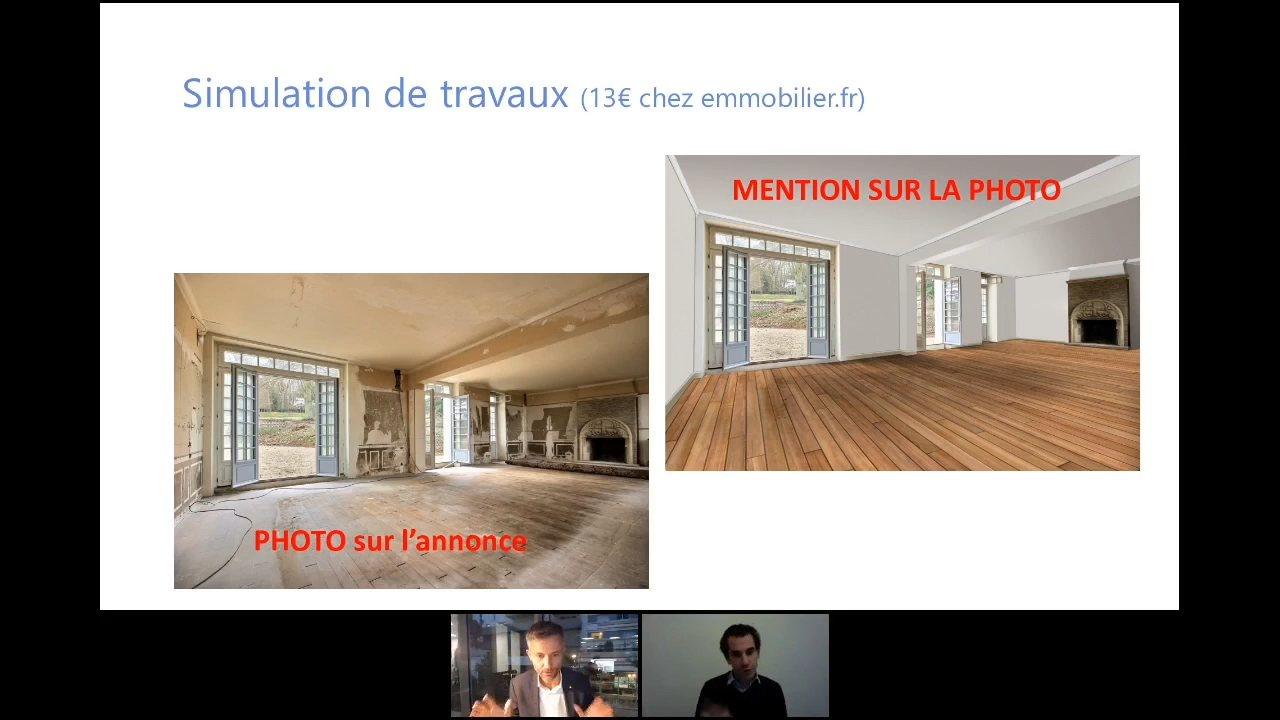 Simulation de travaux (13€ chez emmobilier.fr)
MENTION SUR LA PHOTO
PHOTO sur l’annonce